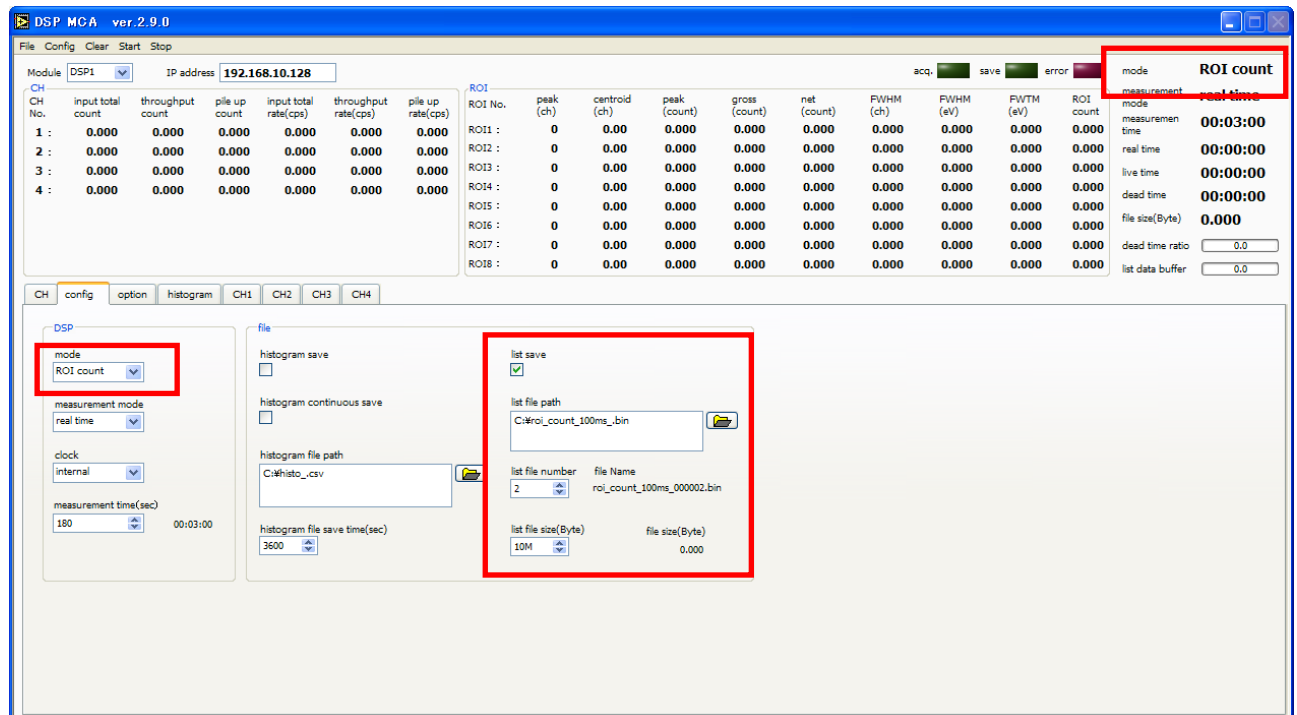 DSP MCA ver.2.9.0
File Config Clear Start Stop
Module DSP1 IP address 192.168.10.128 acq. save error mode ROI count
CH
CH No. input total count throughput count pile up count input total rate(cps) throughput rate(cps) pile up rate(cps)
1 : 0.000 0.000 0.000 0.000 0.000 0.000
2 : 0.000 0.000 0.000 0.000 0.000 0.000
3 : 0.000 0.000 0.000 0.000 0.000 0.000
4 : 0.000 0.000 0.000 0.000 0.000 0.000
ROI
ROI No. peak (ch) centroid (ch) peak (count) gross (count) net (count) FWHM (ch) FWHM (eV) FWTM (eV) ROI count
ROI1 : 0 0.00 0.000 0.000 0.000 0.000 0.000 0.000 0.000
ROI2 : 0 0.00 0.000 0.000 0.000 0.000 0.000 0.000 0.000
ROI3 : 0 0.00 0.000 0.000 0.000 0.000 0.000 0.000 0.000
ROI4 : 0 0.00 0.000 0.000 0.000 0.000 0.000 0.000 0.000
ROI5 : 0 0.00 0.000 0.000 0.000 0.000 0.000 0.000 0.000
ROI6 : 0 0.00 0.000 0.000 0.000 0.000 0.000 0.000 0.000
ROI7 : 0 0.00 0.000 0.000 0.000 0.000 0.000 0.000 0.000
ROI8 : 0 0.00 0.000 0.000 0.000 0.000 0.000 0.000 0.000
measurement mode real time
measuremen time 00:03:00
real time 00:00:00
live time 00:00:00
dead time 00:00:00
file size(Byte) 0.000
dead time ratio 0.0
list data buffer 0.0
CH config option histogram CH1 CH2 CH3 CH4
DSP
mode
ROI count
measurement mode
real time
clock
internal
measurement time(sec)
180 00:03:00
file
histogram save
histogram continuous save
histogram file path
C:¥histo_.csv
histogram file save time(sec)
3600
list save
list file path
C:¥roi_count_100ms_.bin
list file number file Name
2 roi_count_100ms_000002.bin
list file size(Byte) file size(Byte)
10M 0.000